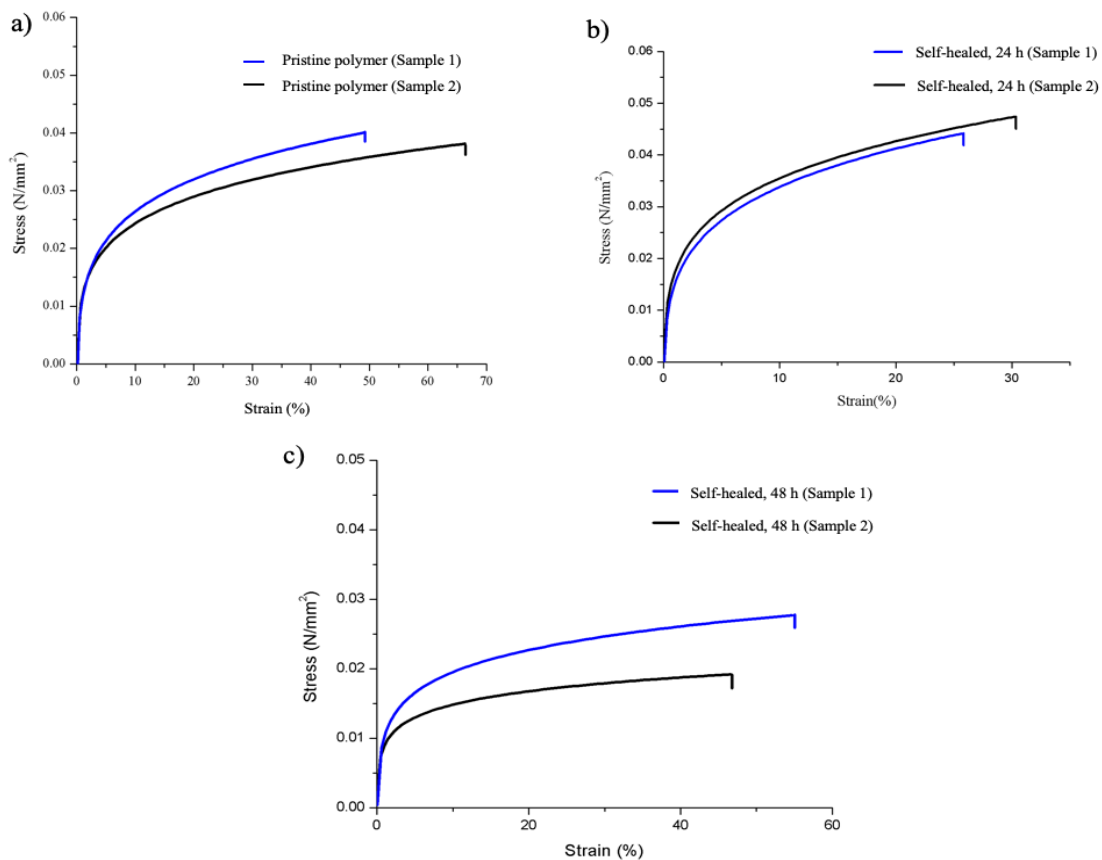 a)
Pristine polymer (Sample 1)
Pristine polymer (Sample 2)
0.06
0.05
0.04
0.03
0.02
0.01
0.00
Stress (N/mm²)
0 10 20 30 40 50 60 70
Strain (%)
b)
Self-healed, 24 h (Sample 1)
Self-healed, 24 h (Sample 2)
0.06
0.05
0.04
0.03
0.02
0.01
0.00
Stress (N/mm²)
0 10 20 30
Strain(%)
c)
Self-healed, 48 h (Sample 1)
Self-healed, 48 h (Sample 2)
0.05
0.04
0.03
0.02
0.01
0.00
Stress (N/mm²)
0 20 40 60
Strain (%)